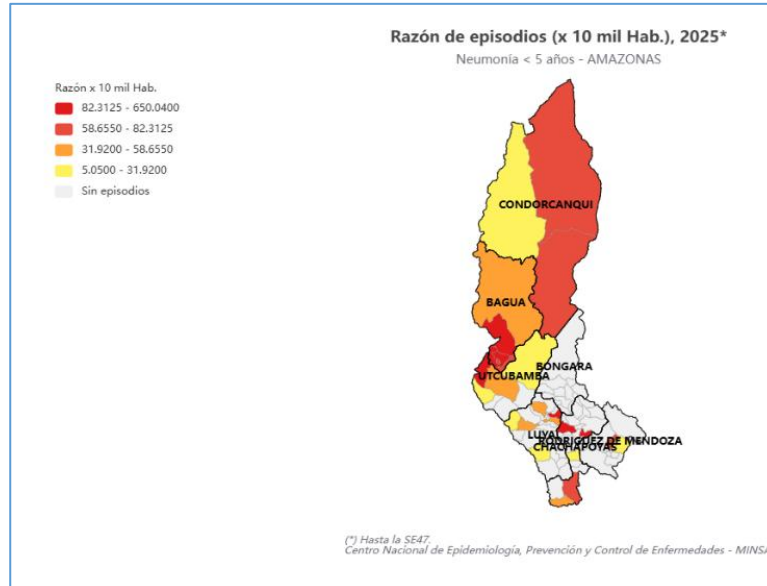 Razón de episodios (x 10 mil Hab.), 2025*
Neumonía < 5 años - AMAZONAS
Razón x 10 mil Hab.
82.3125 - 650.0400
58.6550 - 82.3125
31.9200 - 58.6550
5.0500 - 31.9200
Sin episodios
CONDORCANQUI
BAGUA
BONGARA
UTCUBAMBA
LUYA
RODRIGUEZ DE MENDOZA
CHACHAPOYAS
(*) Hasta la SE47.
Centro Nacional de Epidemiología, Prevención y Control de Enfermedades - MINSA